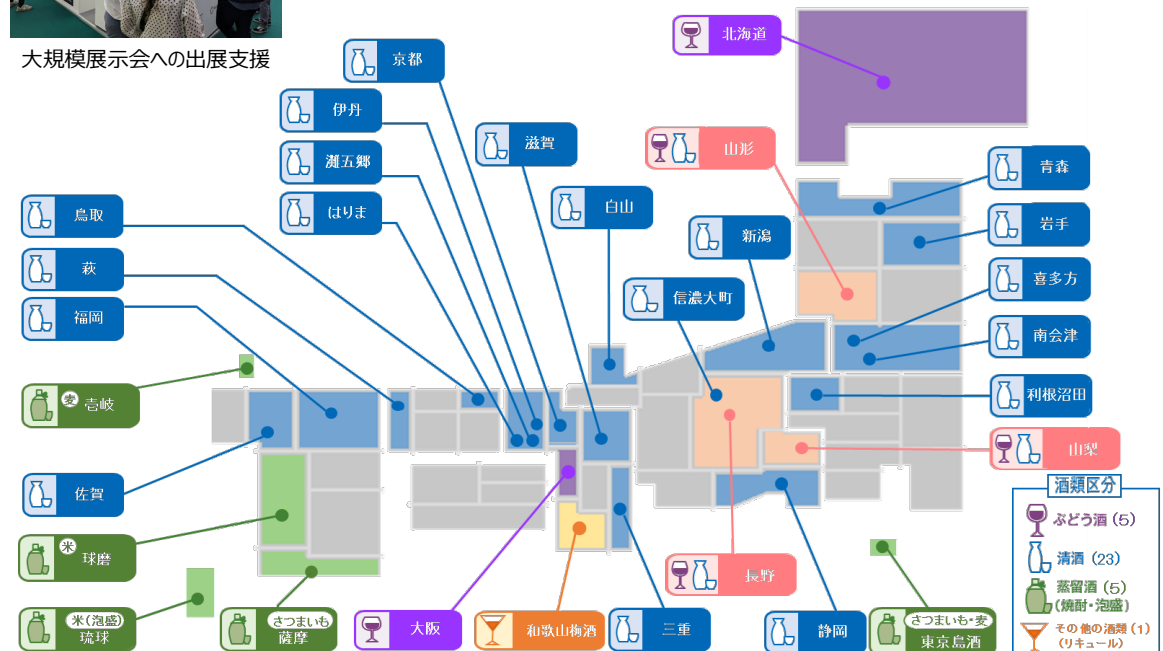 大規模展示会への出展支援
北海道
京都
伊丹
灘五郷
はりま
滋賀
白山
山形
新潟
信濃大町
青森
岩手
喜多方
南会津
利根沼田
山梨
鳥取
萩
福岡
麦
壱岐
佐賀
米
球磨
米(泡盛)
琉球
さつまいも
薩摩
大阪
和歌山梅酒
三重
長野
静岡
さつまいも・麦
東京島酒
酒類区分
ぶどう酒 (5)
清酒 (23)
蒸留酒 (5)
(焼酎・泡盛)
その他の酒類 (1)
(リキュール)